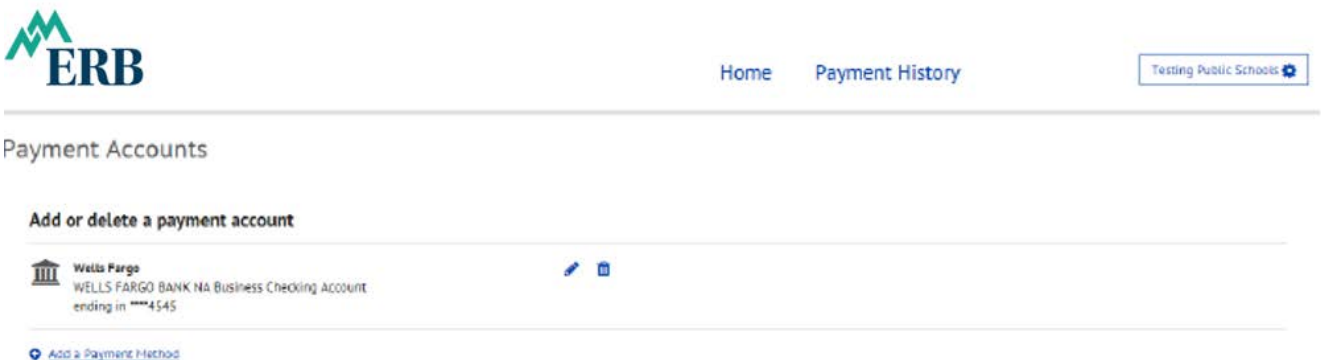 ERB
Home Payment History Testing Public Schools
Payment Accounts
Add or delete a payment account
Wells Fargo
WELLS FARGO BANK NA Business Checking Account
ending in ****4545
Add a Payment Method